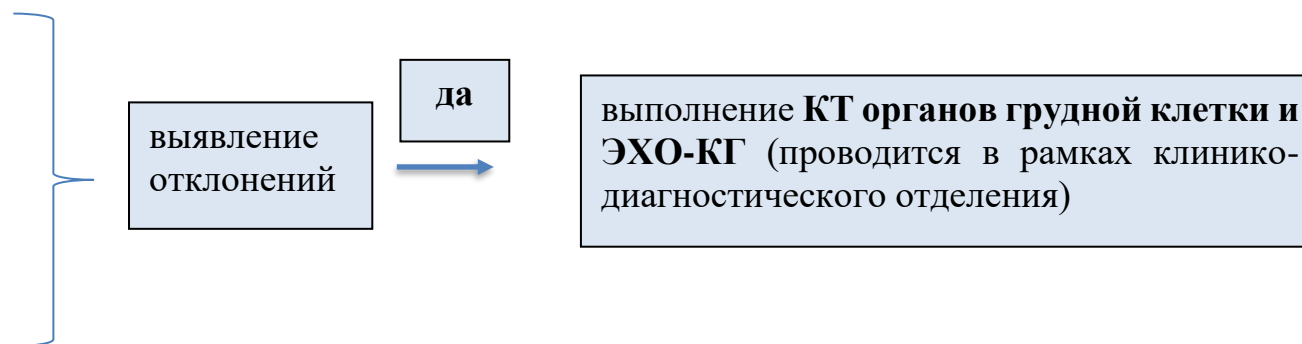 да
выявление
отклонений
выполнение КТ органов грудной клетки и
ЭХО-КГ (проводится в рамках клинико-
диагностического отделения)